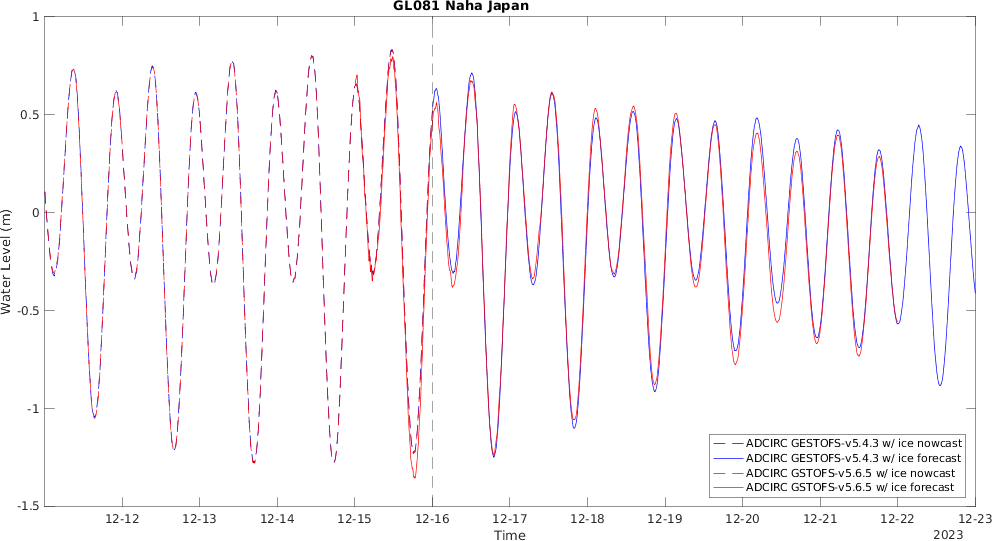 GL081 Naha Japan
Water Level (m)
1
0.5
0
-0.5
-1
-1.5
ADCIRC GESTOFS-v5.4.3 w/ ice nowcast
ADCIRC GESTOFS-v5.4.3 w/ ice forecast
ADCIRC GSTOFS-v5.6.5 w/ ice nowcast
ADCIRC GSTOFS-v5.6.5 w/ ice forecast
12-12 12-13 12-14 12-15 12-16 12-17 12-18 12-19 12-20 12-21 12-22 12-23
Time
2023